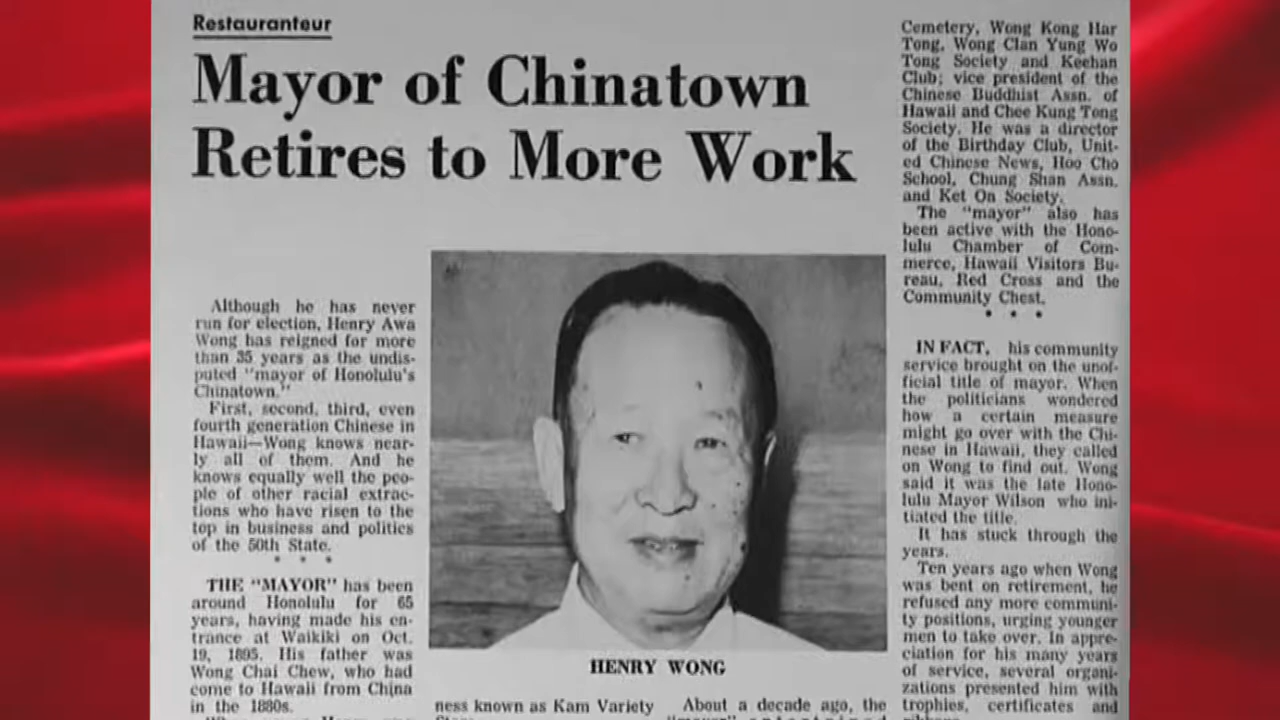 Restauranteur
Mayor of Chinatown
Retires to More Work
Although he has never
run for election, Henry Awa
Wong has reigned for more
than 35 years as the undis-
puted "mayor of Honolulu's
Chinatown."
First, second, third, even
fourth generation Chinese in
Hawaii—Wong knows near-
ly all of them. And he
knows equally well the peo-
ple of other racial extrac-
tions who have risen to the
top in business and politics
of the 50th State.
* * *
THE "MAYOR" has been
around Honolulu for 65
years, having made his en-
trance at Waikiki on Oct.
19, 1895. His father was
Wong Chai Chew, who had
come to Hawaii from China
in the 1880s.
HENRY WONG
ness known as Kam Variety
About a decade ago, the
Cemetery, Wong Kong Har
Tong, Wong Clan Yung Wo
Tong Society and Keehan
Club; vice president of the
Chinese Buddhist Assn. of
Hawaii and Chee Kung Tong
Society. He was a director
of the Birthday Club, Unit-
ed Chinese News, Hoo Cho
School, Chung Shan Assn.
and Ket On Society.
The "mayor" also has
been active with the Hono-
lulu Chamber of Com-
merce, Hawaii Visitors Bu-
reau, Red Cross and the
Community Chest.
* * *
IN FACT, his community
service brought on the unof-
ficial title of mayor. When
the politicians wondered
how a certain measure
might go over with the Chi-
nese in Hawaii, they called
on Wong to find out. Wong
said it was the late Hono-
lulu Mayor Wilson who ini-
tiated the title.
It has stuck through the
years.
Ten years ago when Wong
was bent on retirement, he
refused any more communi-
ty positions, urging younger
men to take over. In appre-
ciation for his many years
of service, several organi-
zations presented him with
trophies, certificates and